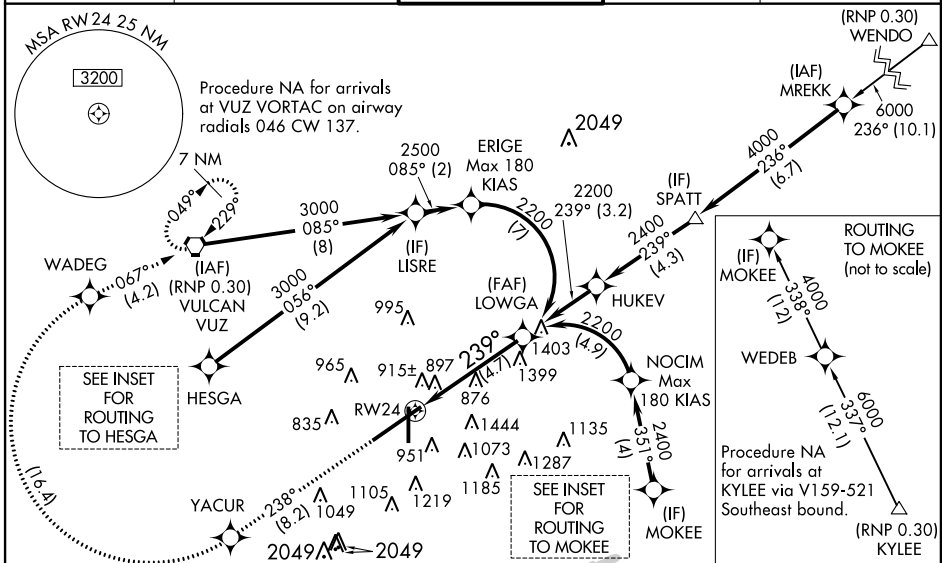 MSA RW 24 25 NM
3200
Procedure NA for arrivals
at VUZ VORTAC on airway
radials 046 CW 137.
7 NM
049°
229°
2500
085° (2)
ERIGE
Max 180
KIAS
2049
(RNP 0.30)
WENDO
(IAF)
MREKK
6000
236° (10.1)
4000
236°
(6.7)
(IF)
SPATT
2200
239° (3.2)
2400
239°
(4.3)
3000
085°
(8)
2200
(7)
(IF)
LISRE
WADEG
067°
(4.2)
(IAF)
(RNP 0.30)
VULCAN
VUZ
3000
056°
(9.2)
(FAF)
LOWGA
HUKEV
ROUTING
TO MOKEE
(not to scale)
(IF)
MOKEE
4000
338°
(12)
WEDEB
6000
337°
(12.1)
Procedure NA
for arrivals at
KYLEE via V159-521
Southeast bound.
(RNP 0.30)
KYLEE
995
239°
(4.7)
1403
1399
2200
(4.9)
NOCIM
Max
180 KIAS
965
915±
897
876
HESGA
SEE INSET
FOR
ROUTING
TO HESGA
RW24
835
951
1444
1073
1135
1287
1185
1219
1105
1049
2400
351°
(4)
(IF)
MOKEE
SEE INSET
FOR
ROUTING
TO MOKEE
(16.4)
YACUR
238°
(8.2)
2049
2049